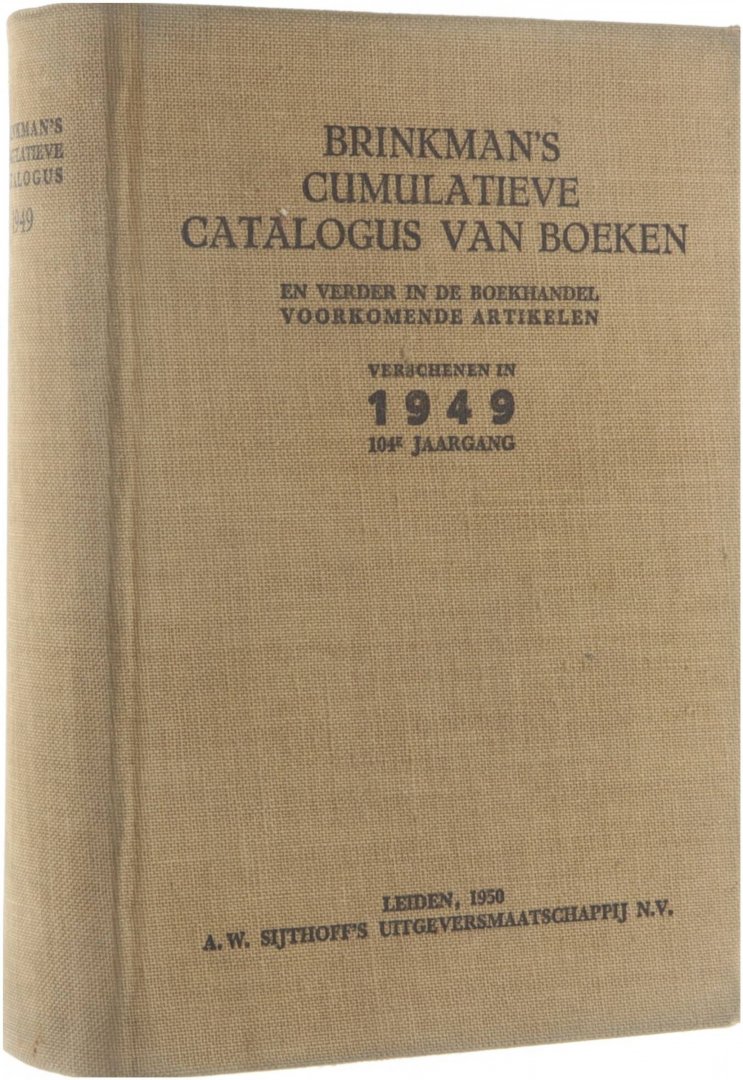 BRINKMAN'S
CUMULATIEVE
CATALOGUS VAN BOEKEN
EN VERDER IN DE BOEKHANDEL
VOORKOMENDE ARTIKELEN
VERSCHENEN IN
1949
104E JAARGANG
LEIDEN, 1950
A.W. SIJTHOFF'S UITGEVERSMAATSCHAPPIJ N.V.